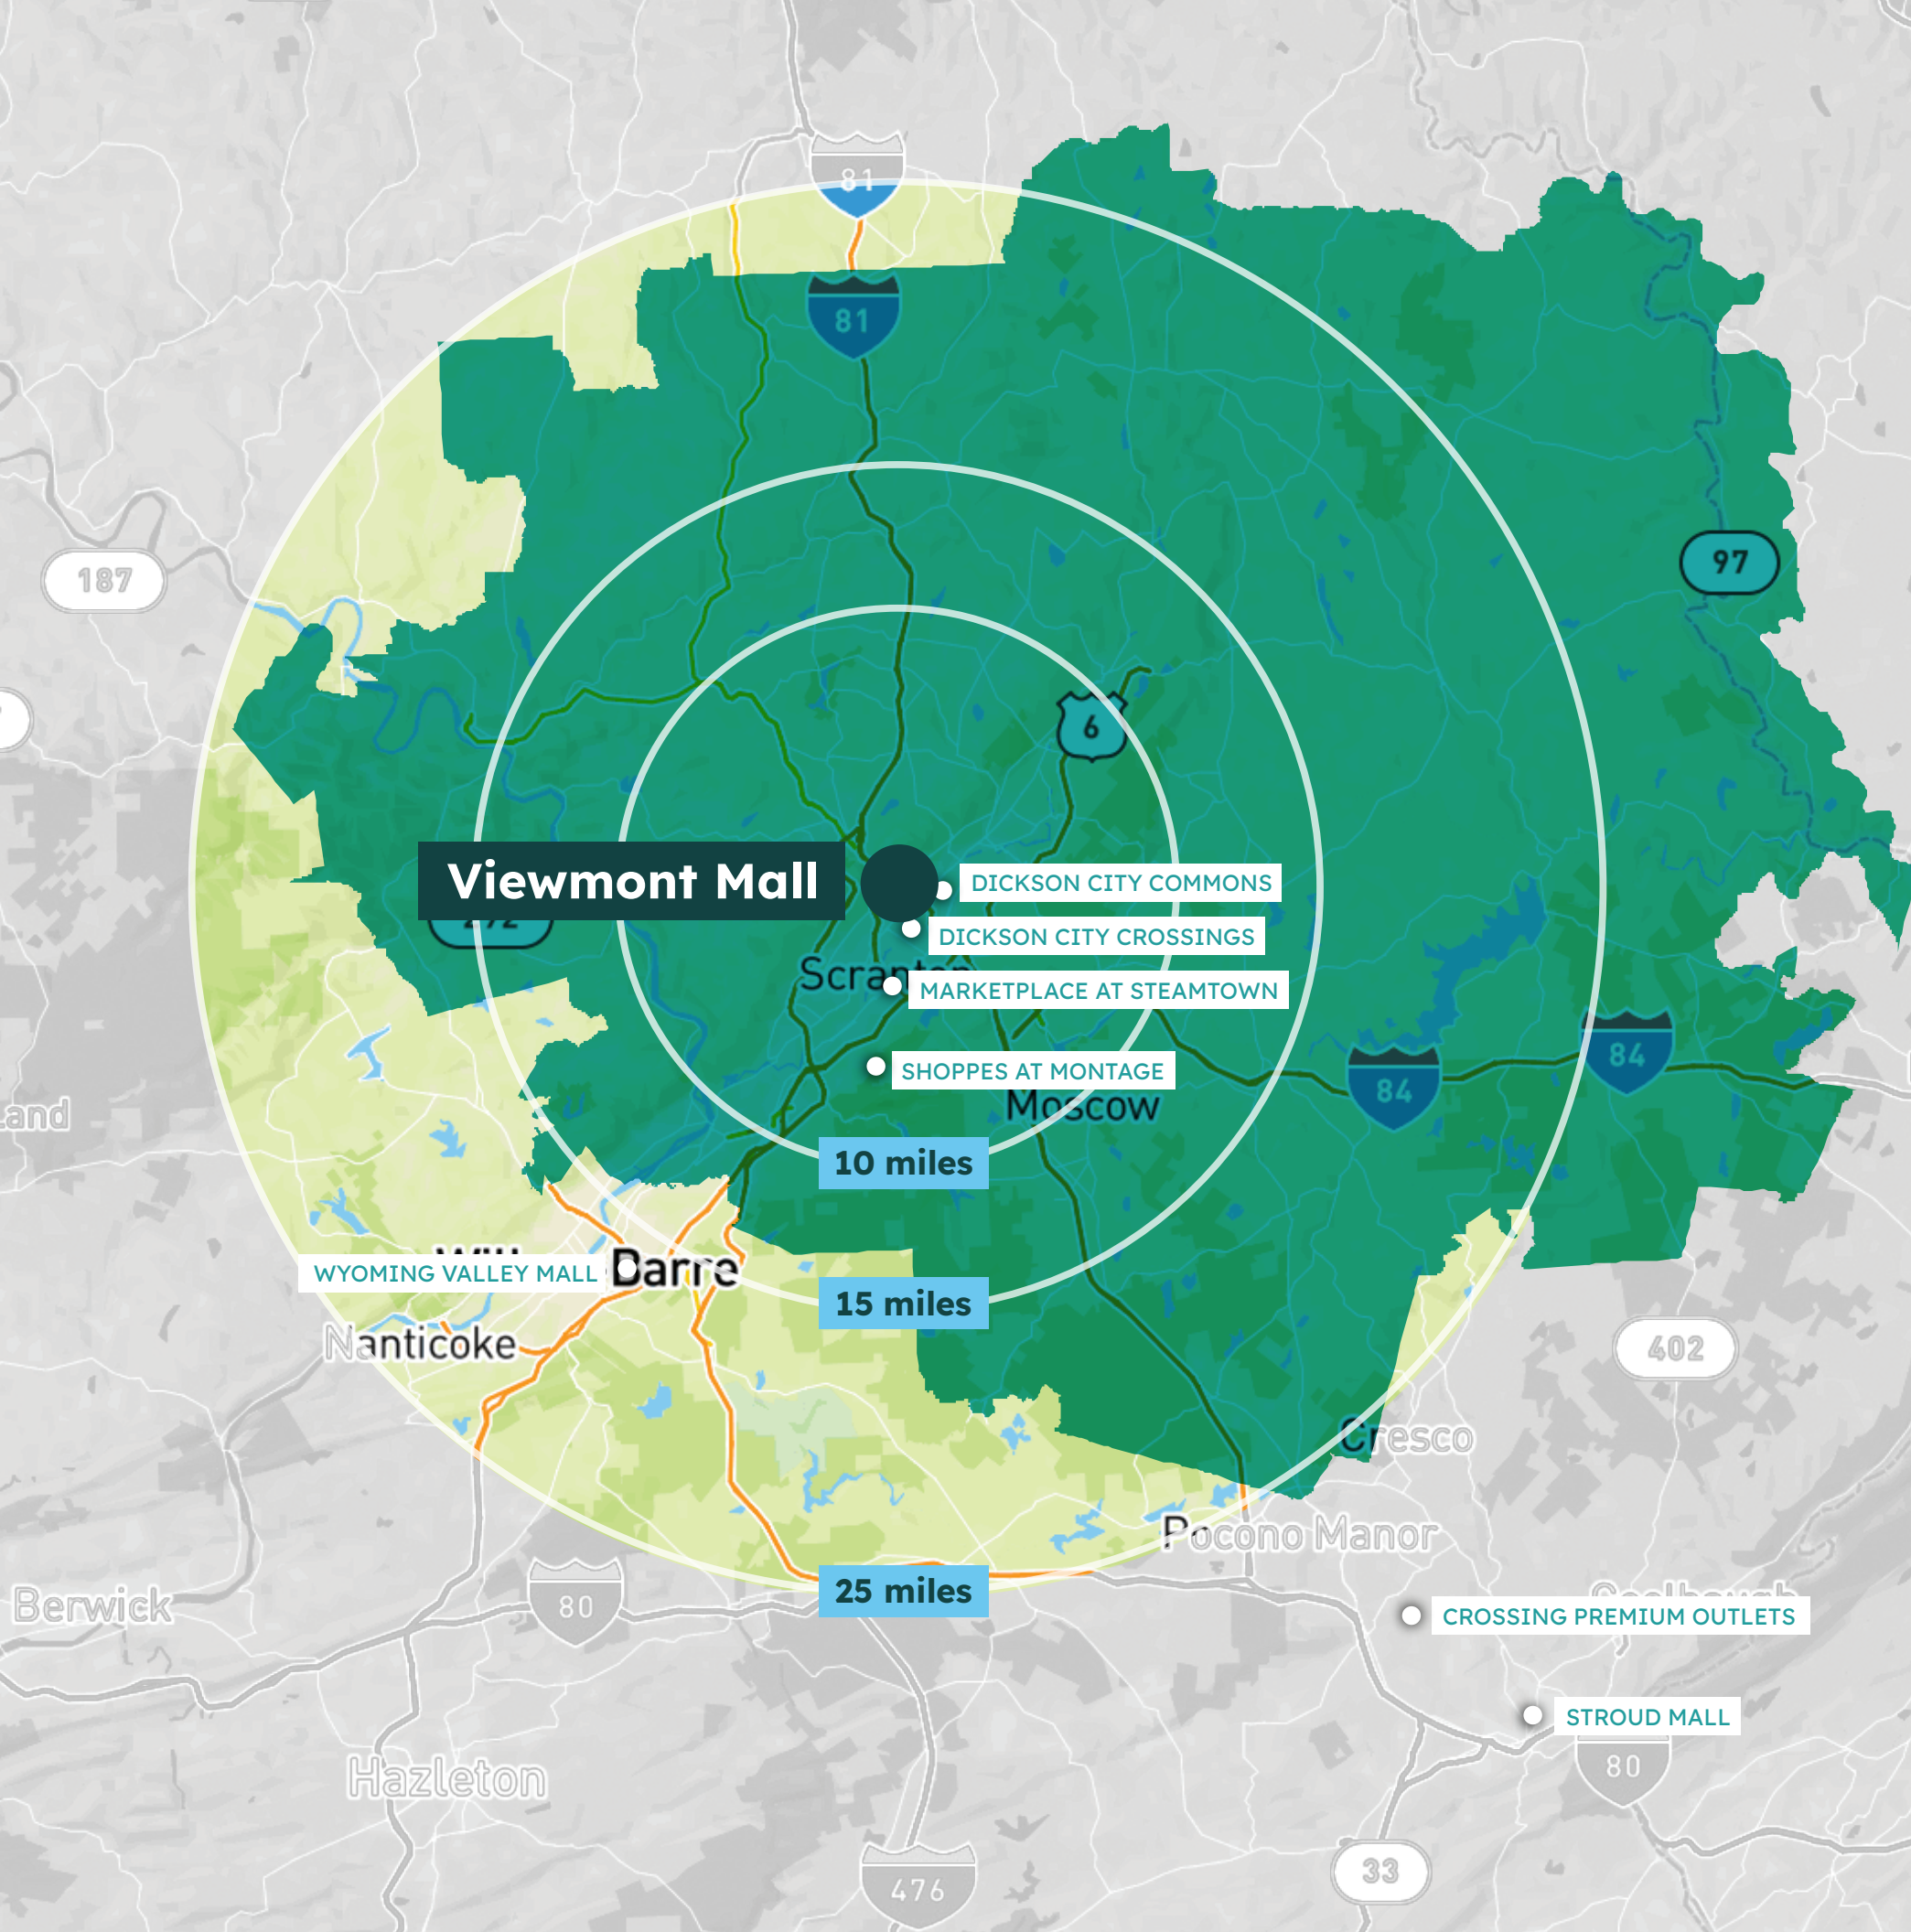 81
81
187
97
6
Viewmont Mall
DICKSON CITY COMMONS
DICKSON CITY CROSSINGS
MARKETPLACE AT STEAMTOWN
SHOPPES AT MONTAGE
84
84
Moscow
10 miles
WYOMING VALLEY MALL
Barre
15 miles
Nanticoke
402
Cresco
Pocono Manor
25 miles
Berwick
80
CROSSING PREMIUM OUTLETS
STROUD MALL
80
Hazleton
476
33